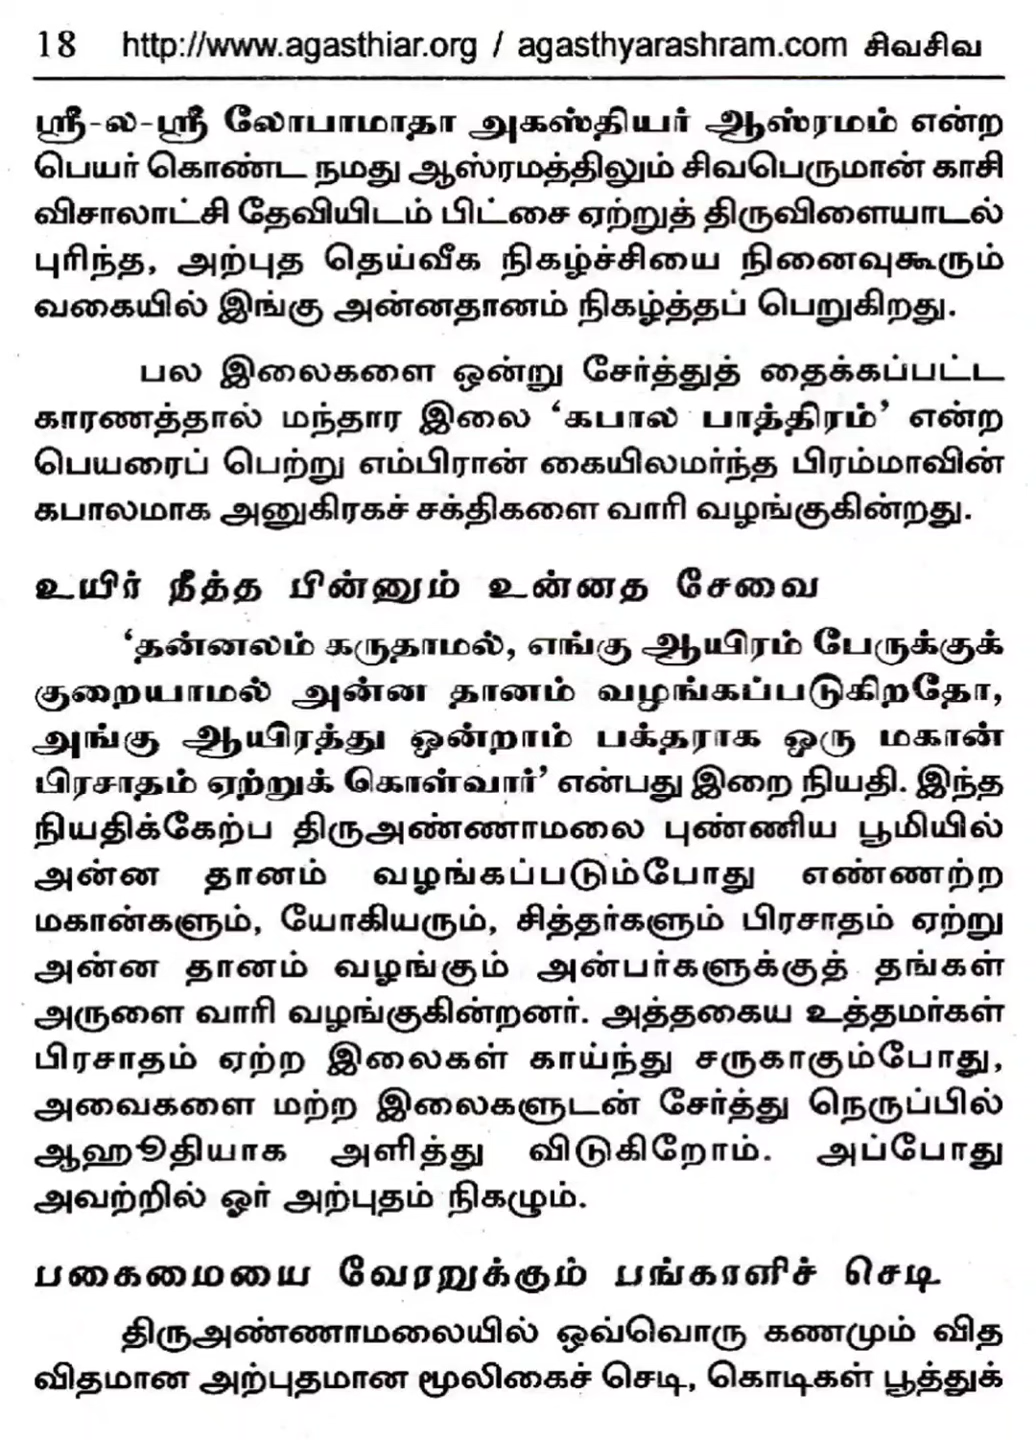 18 http://www.agasthiar.org / agasthyarashram.com சிவசிவ
ஸ்ரீ-ல-ஸ்ரீ லோபாமாதா அகஸ்தியர் ஆஸ்ரமம் என்ற
பெயர் கொண்ட நமது ஆஸ்ரமத்திலும் சிவபெருமான் காசி
விசாலாட்சி தேவியிடம் பிட்சை ஏற்றுத் திருவிளையாடல்
புரிந்த, அற்புத தெய்வீக நிகழ்ச்சியை நினைவுகூரும்
வகையில் இங்கு அன்னதானம் நிகழ்த்தப் பெறுகிறது.
பல இலைகளை ஒன்று சேர்த்துத் தைக்கப்பட்ட
காரணத்தால் மந்தார இலை ‘கபால பாத்திரம்’ என்ற
பெயரைப் பெற்று எம்பிரான் கையிலமர்ந்த பிரம்மாவின்
கபாலமாக அனுகிரகச் சக்திகளை வாரி வழங்குகின்றது.
உயிர் நீத்த பின்னும் உன்னத சேவை
‘தன்னலம் கருதாமல், எங்கு ஆயிரம் பேருக்குக்
குறையாமல் அன்ன தானம் வழங்கப்படுகிறதோ,
அங்கு ஆயிரத்து ஒன்றாம் பக்தராக ஒரு மகான்
பிரசாதம் ஏற்றுக் கொள்வார்’ என்பது இறை நியதி. இந்த
நியதிக்கேற்ப திருஅண்ணாமலை புண்ணிய பூமியில்
அன்ன தானம் வழங்கப்படும்போது எண்ணற்ற
மகான்களும், யோகியரும், சித்தர்களும் பிரசாதம் ஏற்று
அன்ன தானம் வழங்கும் அன்பர்களுக்குத் தங்கள்
அருளை வாரி வழங்குகின்றனர். அத்தகைய உத்தமர்கள்
பிரசாதம் ஏற்ற இலைகள் காய்ந்து சருகாகும்போது,
அவைகளை மற்ற இலைகளுடன் சேர்த்து நெருப்பில்
ஆஹூதியாக அளித்து விடுகிறோம். அப்போது
அவற்றில் ஓர் அற்புதம் நிகழும்.
பகைமையை வேரறுக்கும் பங்காளிச் செடி
திருஅண்ணாமலையில் ஒவ்வொரு கணமும் வித
விதமான அற்புதமான மூலிகைச் செடி, கொடிகள் பூத்துக்